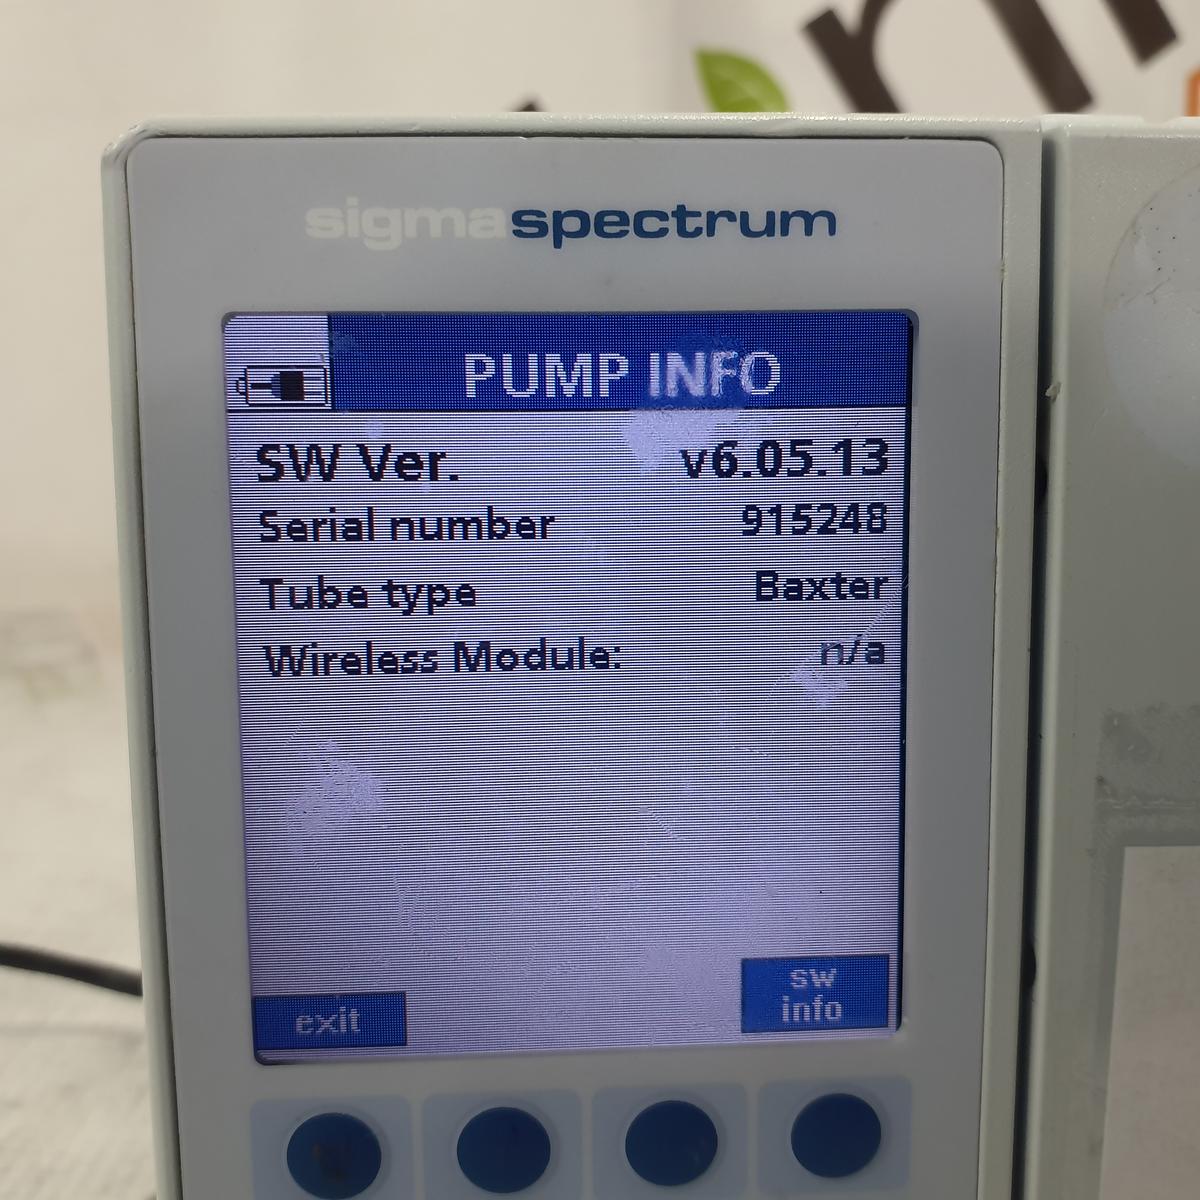 sigmaspectrum
PUMP INFO
SW Ver. v6.05.13
Serial number 915248
Tube type Baxter
Wireless Module: n/a
exit
sw
info